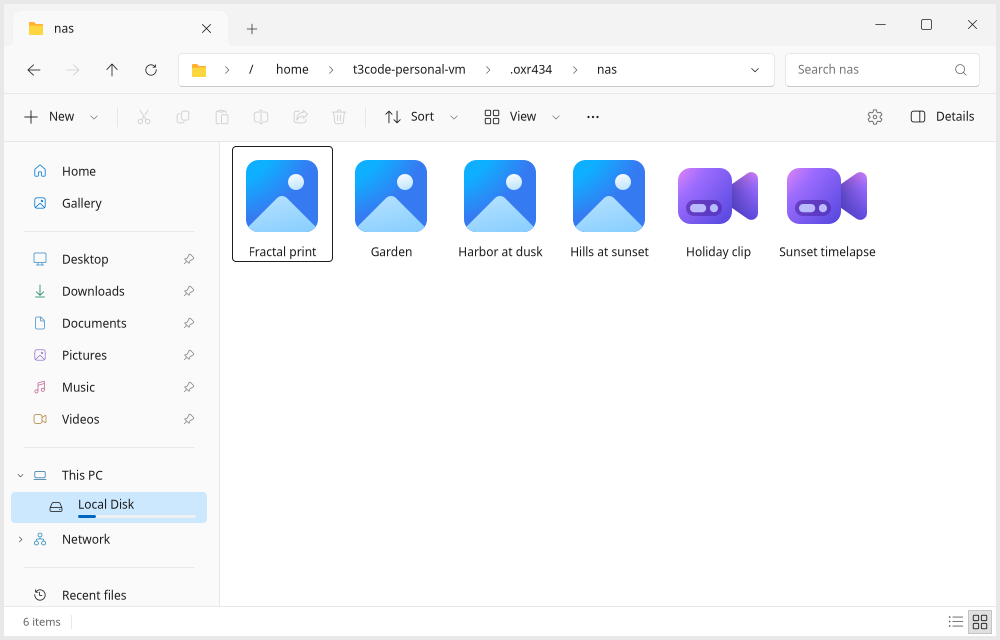 nas
/ home t3code-personal-vm .oxr434 nas
Search nas
New Sort View ... Details
Home
Gallery
Desktop
Downloads
Documents
Pictures
Music
Videos
This PC
Local Disk
Network
Recent files
Fractal print Garden Harbor at dusk Hills at sunset Holiday clip Sunset timelapse
6 items